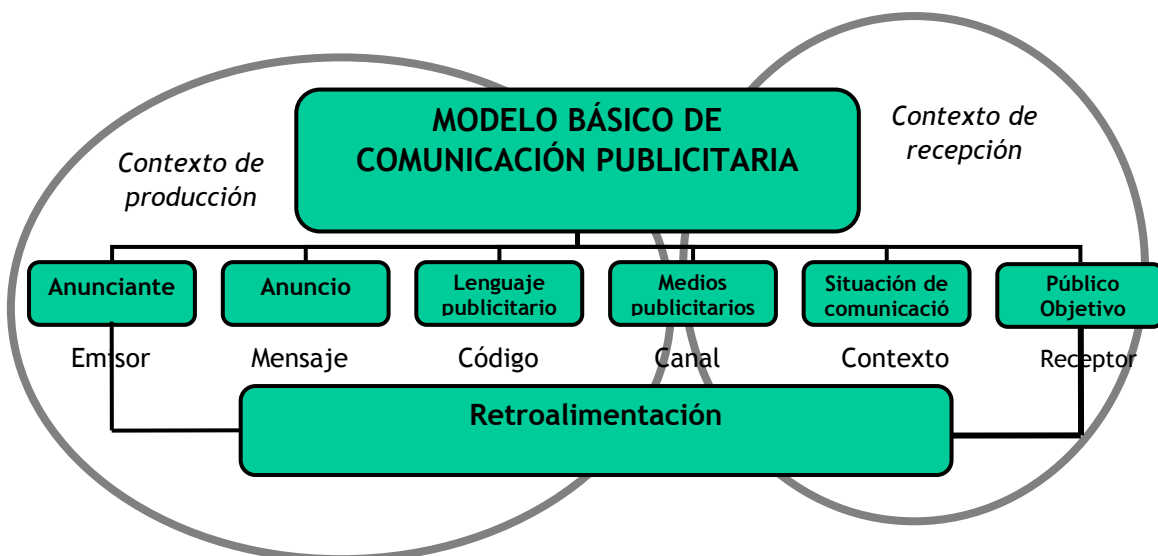 MODELO BÁSICO DE
COMUNICACIÓN PUBLICITARIA
Contexto de
producción
Contexto de
recepción
Anunciante
Anuncio
Lenguaje
publicitario
Medios
publicitarios
Situación de
comunicació
Público
Objetivo
Emisor
Mensaje
Código
Canal
Contexto
Receptor
Retroalimentación